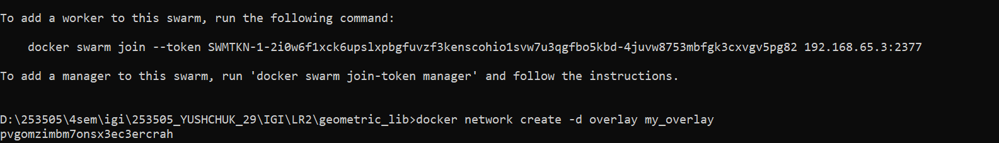 To add a worker to this swarm, run the following command:
docker swarm join --token SWMTKN-1-2i0w6f1xck6upslxpbgfuvzf3kenscohio1svw7u3qgfbo5kbd-4juvw8753mbfgk3cxvgv5pg82 192.168.65.3:2377
To add a manager to this swarm, run 'docker swarm join-token manager' and follow the instructions.
D:\253505\4sem\igi\253505_YUSHCHUK_29\IGI\LR2\geometric_lib>docker network create -d overlay my_overlay
pvgomzimbm7onsx3ec3ercrah